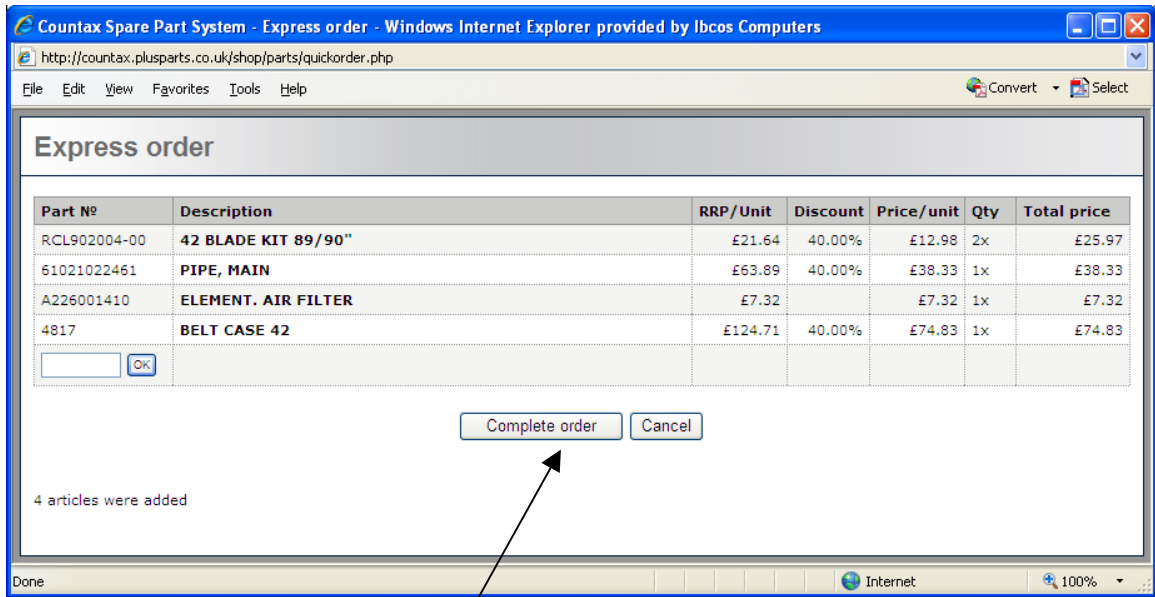 Countax Spare Part System - Express order - Windows Internet Explorer provided by Ibcos Computers
http://countax.plusparts.co.uk/shop/parts/quickorder.php
File Edit View Favorites Tools Help Convert Select
Express order
Part Nº Description RRP/Unit Discount Price/unit Qty Total price
RCL902004-00 42 BLADE KIT 89/90" £21.64 40.00% £12.98 2x £25.97
61021022461 PIPE, MAIN £63.89 40.00% £38.33 1x £38.33
A226001410 ELEMENT. AIR FILTER £7.32 £7.32 1x £7.32
4817 BELT CASE 42 £124.71 40.00% £74.83 1x £74.83
OK
Complete order Cancel
4 articles were added
Done Internet 100%